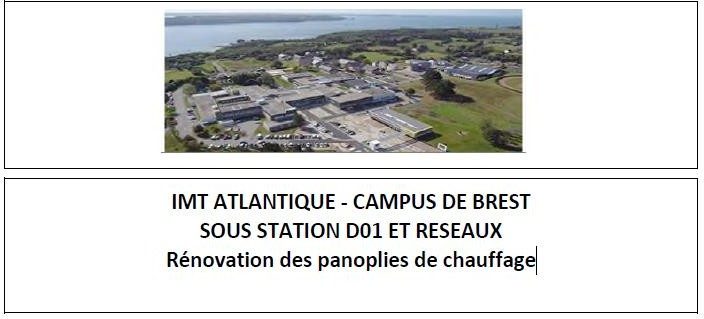 IMT ATLANTIQUE - CAMPUS DE BREST
SOUS STATION D01 ET RESEAUX
Rénovation des panoplies de chauffage